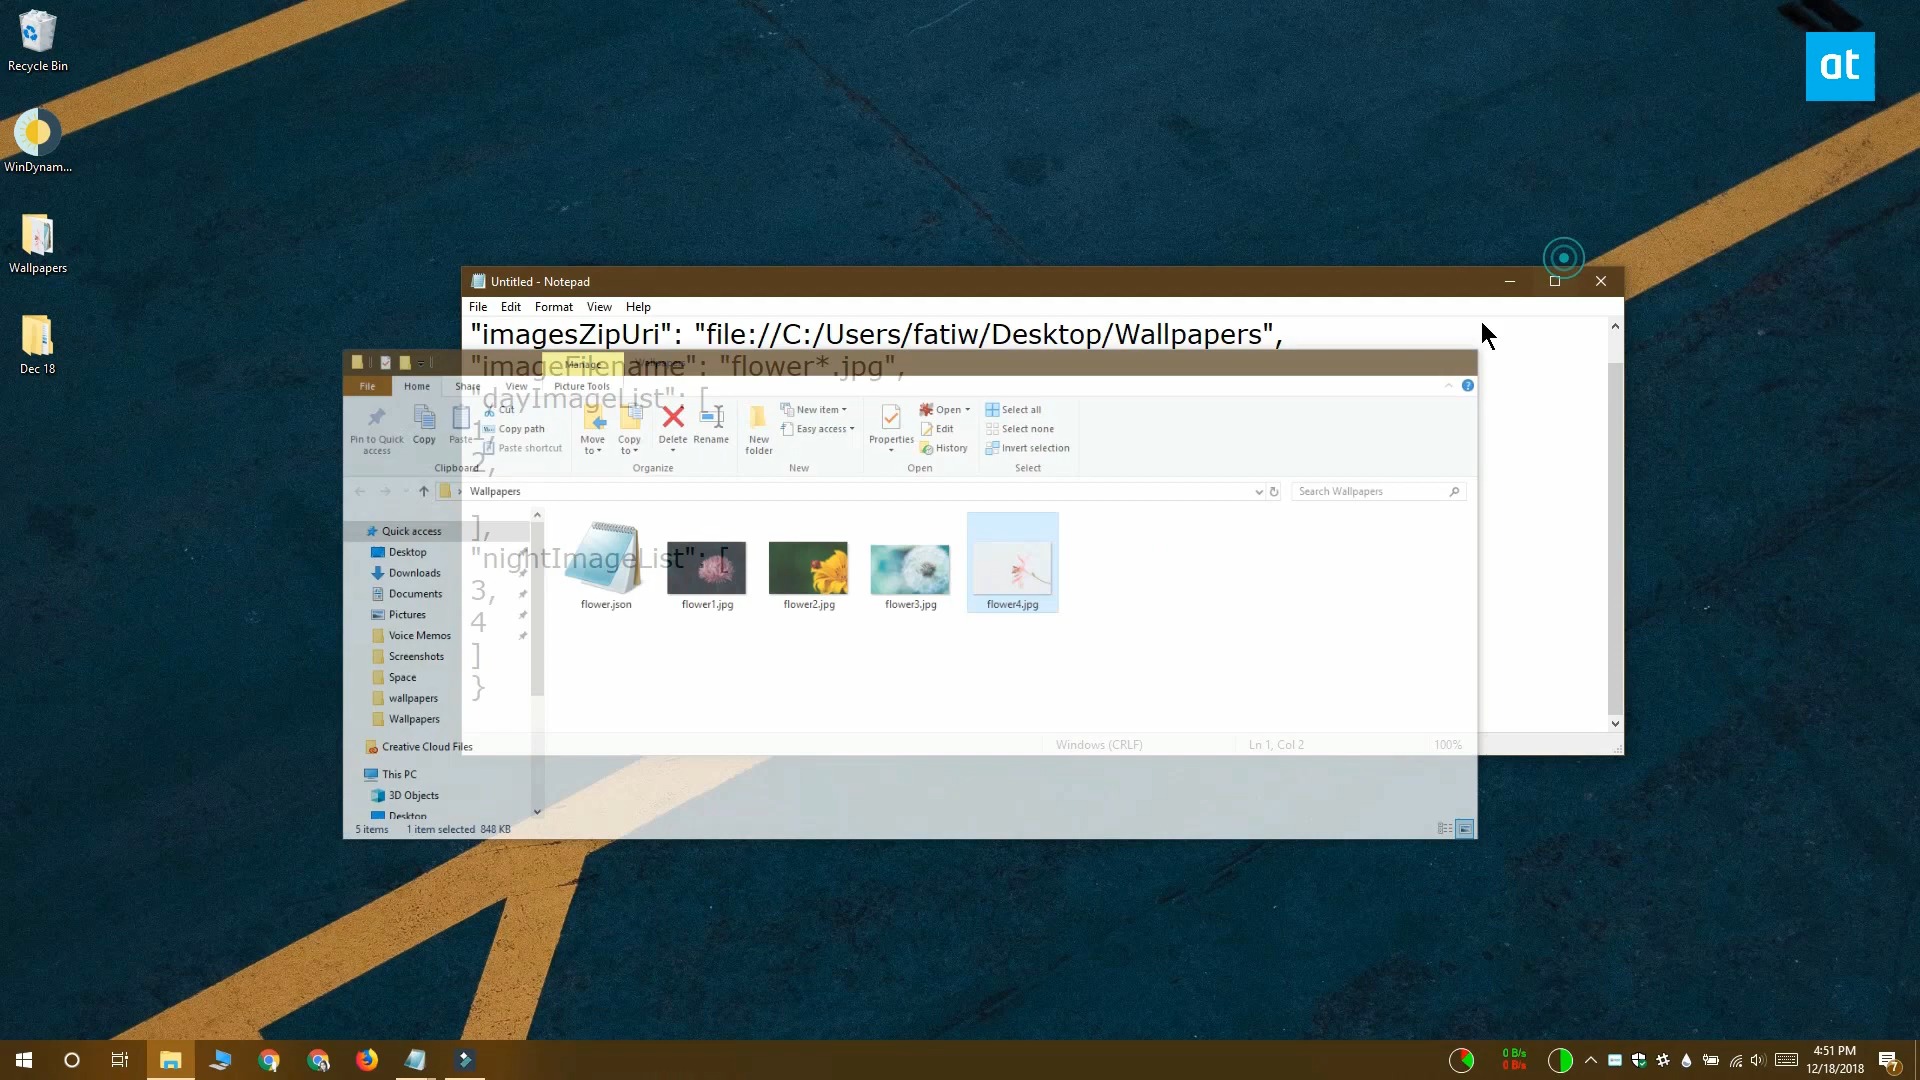 Recycle Bin
at
WinDynam...
Wallpapers
Dec 18
Untitled - Notepad
File Edit Format View Help
"imagesZipUri": "file://C:/Users/fatiw/Desktop/Wallpapers",
"imageFilename": "flower*.jpg",
"dayImageList": [
1,
2,
],
"nightImageList": [
3,
4
]
}
Windows (CRLF) Ln 1, Col 2 100%
Manage
File Home Share View Picture Tools
Pin to Quick access
Copy
Paste
Cut
Copy path
Paste shortcut
Clipboard
Move to
Copy to
Delete
Rename
Organize
New folder
New item
Easy access
New
Properties
Open
Edit
History
Open
Select all
Select none
Invert selection
Select
Wallpapers
Search Wallpapers
Quick access
Desktop
Downloads
Documents
Pictures
Voice Memos
Screenshots
Space
wallpapers
Wallpapers
Creative Cloud Files
This PC
3D Objects
Desktop
flower.json
flower1.jpg
flower2.jpg
flower3.jpg
flower4.jpg
5 items 1 item selected 848 KB
0 B/s
0 B/s
4:51 PM
12/18/2018
7